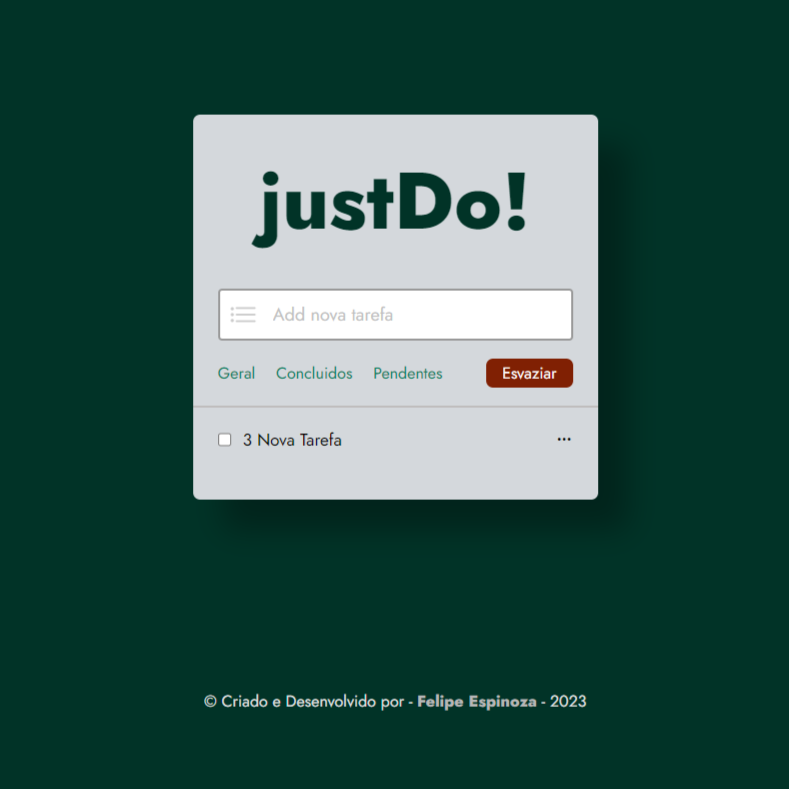 justDo!
Add nova tarefa
Geral Concluidos Pendentes Esvaziar
3 Nova Tarefa ...
© Criado e Desenvolvido por - Felipe Espinoza - 2023